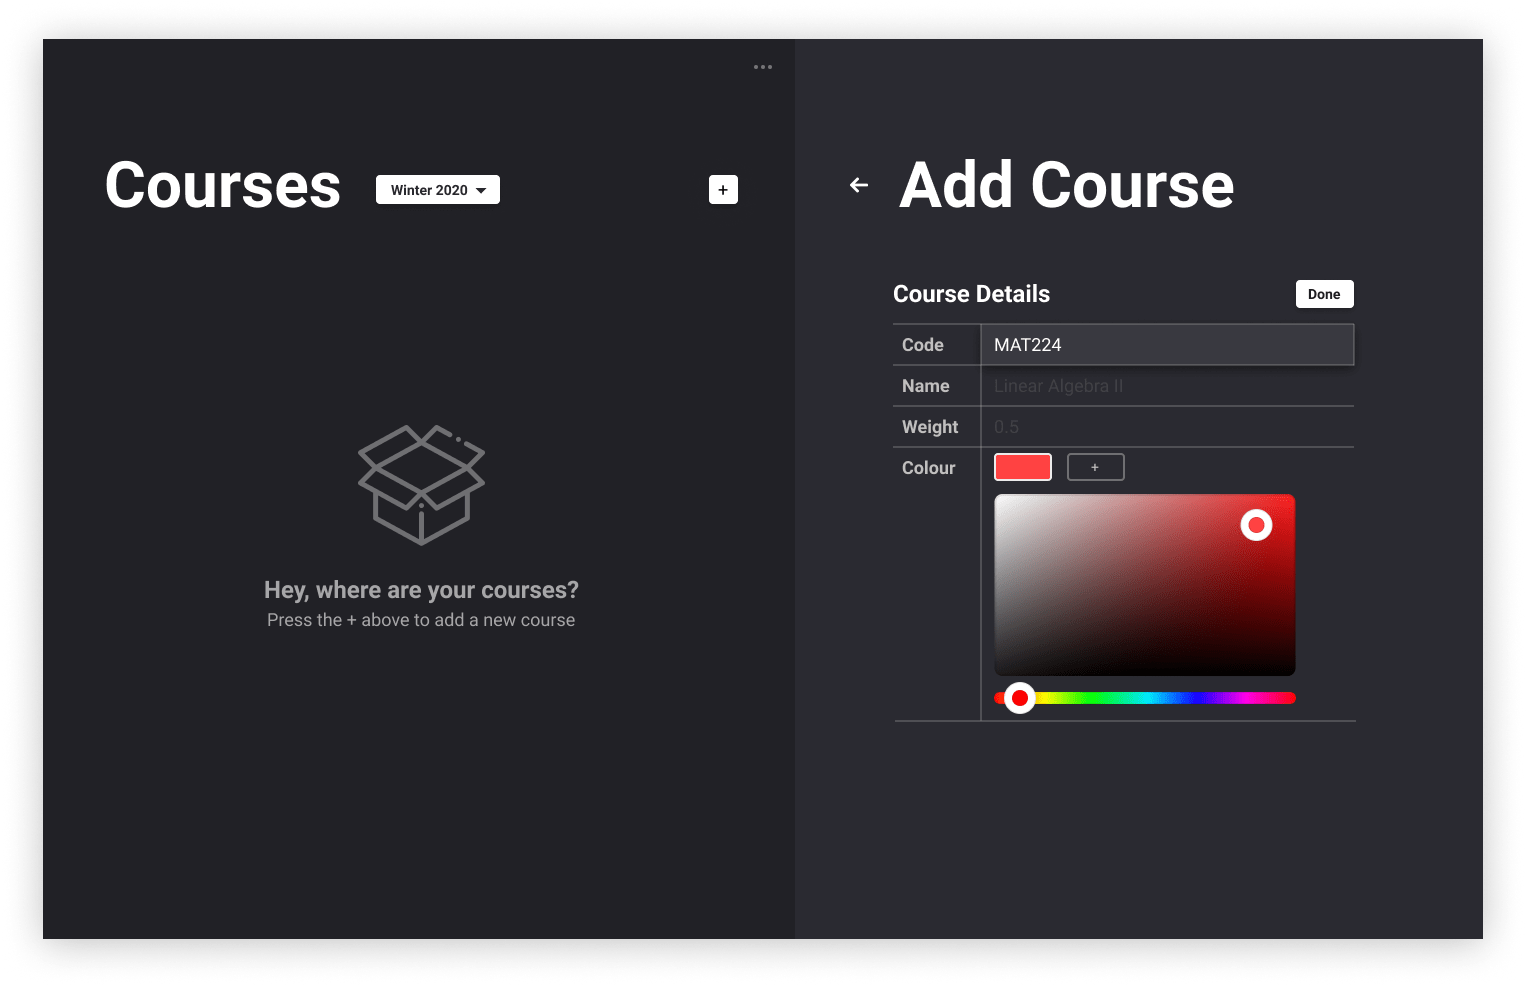 Courses
Winter 2020
+
Hey, where are your courses?
Press the + above to add a new course
Add Course
Course Details
Done
Code
MAT224
Name
Linear Algebra II
Weight
0.5
Colour
+